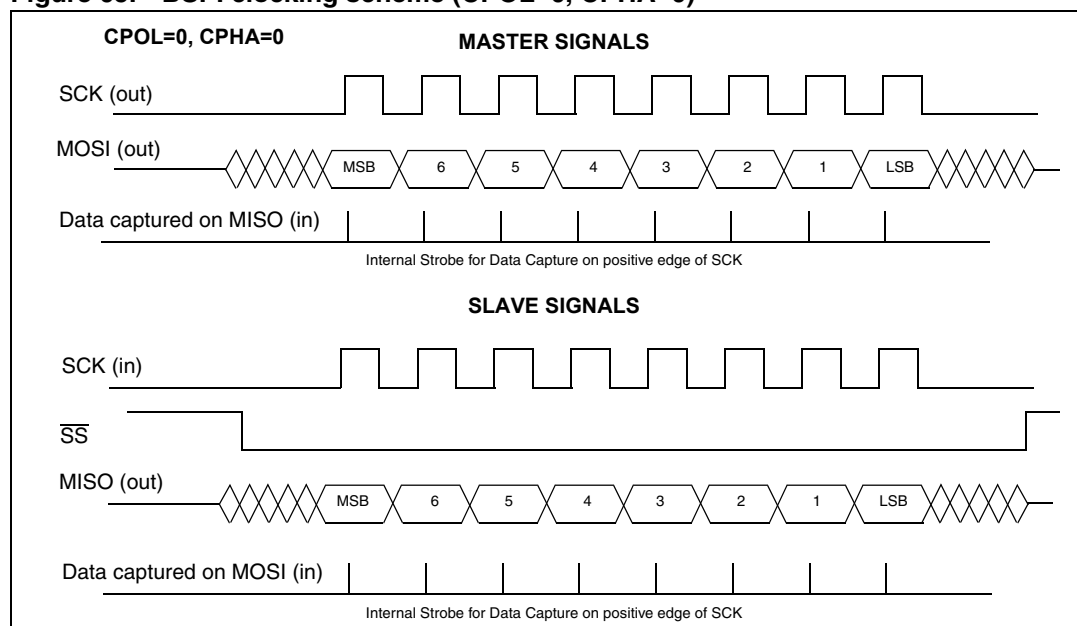 CPOL=0, CPHA=0
MASTER SIGNALS
SCK (out)
MOSI (out)
MSB 6 5 4 3 2 1 LSB
Data captured on MISO (in)
Internal Strobe for Data Capture on positive edge of SCK
SLAVE SIGNALS
SCK (in)
SS
MISO (out)
MSB 6 5 4 3 2 1 LSB
Data captured on MOSI (in)
Internal Strobe for Data Capture on positive edge of SCK